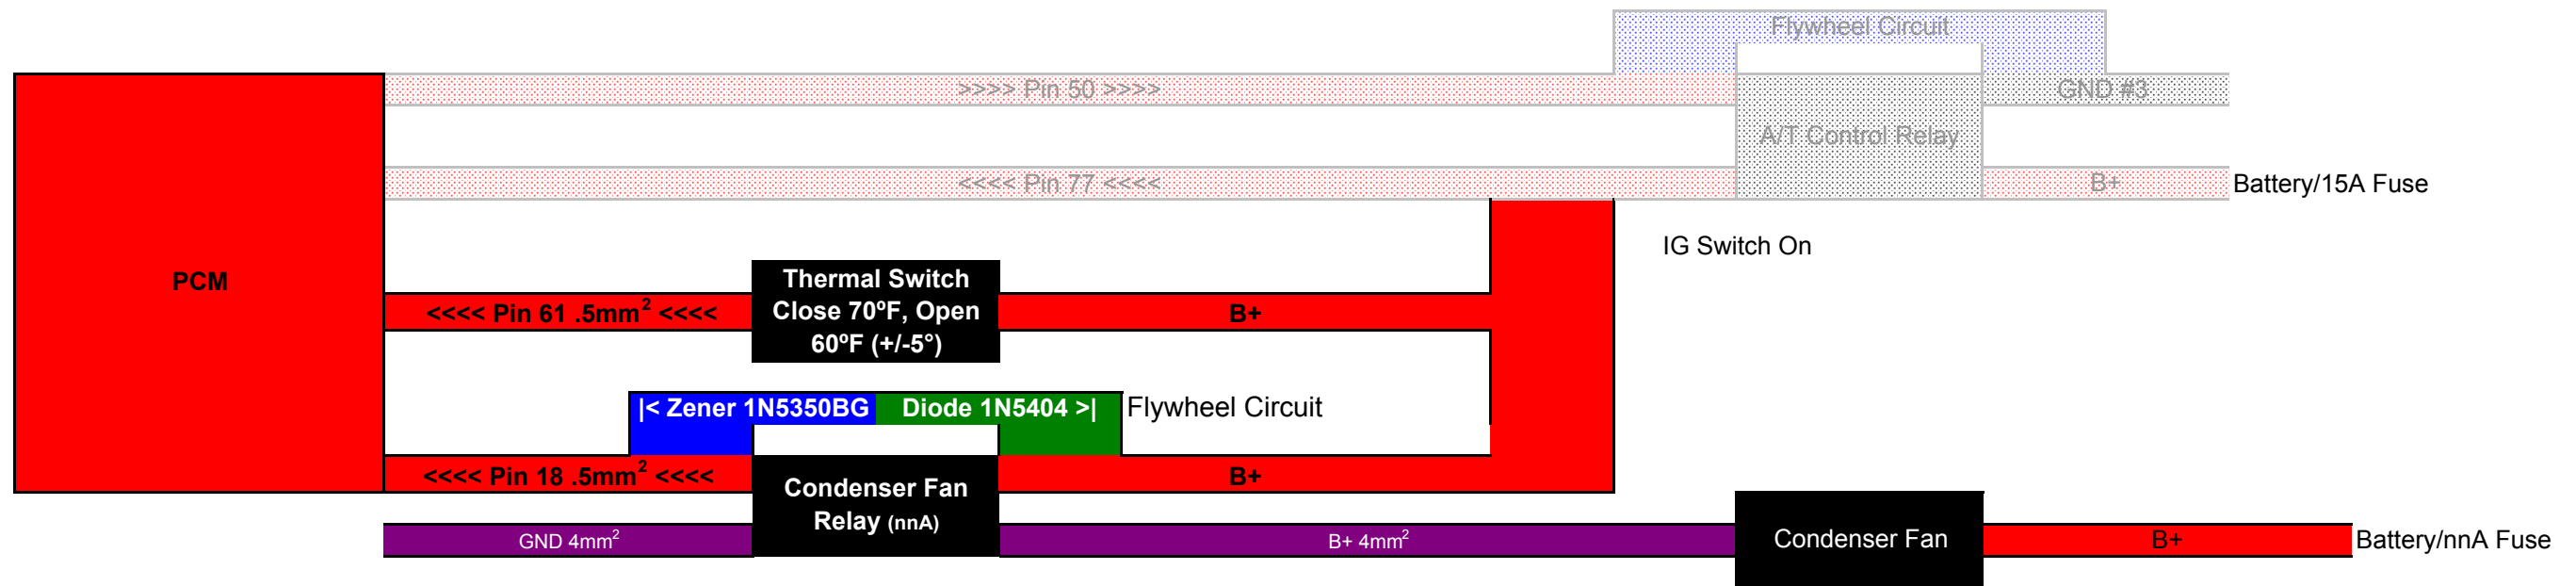 Flywheel Circuit
>>>> Pin 50 >>>>
GND #3
A/T Control Relay
<<<< Pin 77 <<<<
B+
Battery/15A Fuse
IG Switch On
PCM
Thermal Switch
Close 70ºF, Open
60ºF (+/-5°)
<<<< Pin 61 .5mm² <<<<
B+
|< Zener 1N5350BG
Diode 1N5404 >|
Flywheel Circuit
<<<< Pin 18 .5mm² <<<<
Condenser Fan
Relay (nnA)
B+
GND 4mm²
B+ 4mm²
Condenser Fan
B+
Battery/nnA Fuse